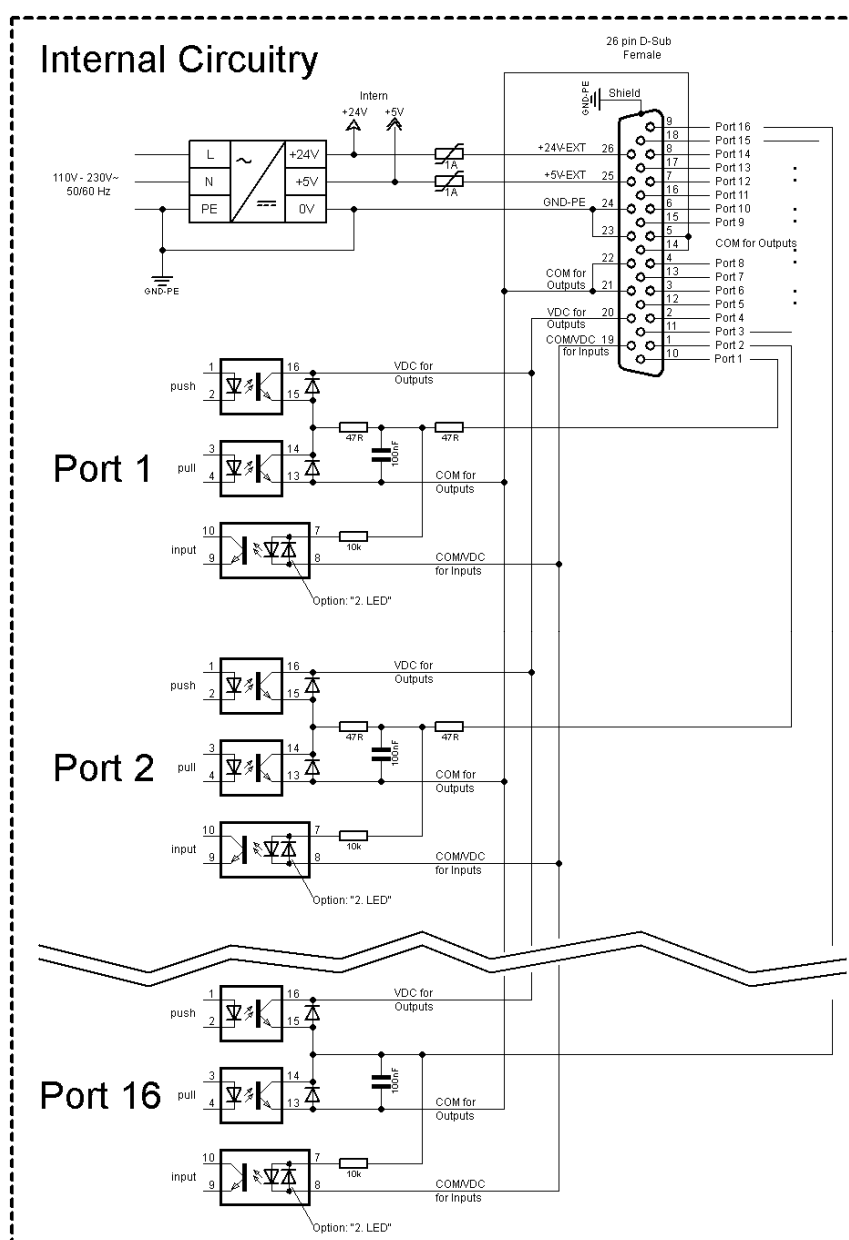 Internal Circuitry
26 pin D-Sub
Female
GND-PE
Shield
Intern
+24V
+5V
110V - 230V~
50/60 Hz
L
N
PE
+24V
+5V
0V
1A
1A
GND-PE
+24V-EXT
+5V-EXT
GND-PE
COM for
Outputs
VDC for
Outputs
COM/VDC
for Inputs
26
25
24
23
22
21
20
19
9
18
8
17
7
16
6
15
5
14
4
13
3
12
2
11
1
10
Port 16
Port 15
Port 14
Port 13
Port 12
Port 11
Port 10
Port 9
COM for Outputs
Port 8
Port 7
Port 6
Port 5
Port 4
Port 3
Port 2
Port 1
Port 1
push
1
2
16
15
VDC for
Outputs
47R
100nF
47R
pull
3
4
14
13
COM for
Outputs
input
10
9
7
8
10k
COM/VDC
for Inputs
Option: "2. LED"
Port 2
push
1
2
16
15
VDC for
Outputs
47R
100nF
47R
pull
3
4
14
13
COM for
Outputs
input
10
9
7
8
10k
COM/VDC
for Inputs
Option: "2. LED"
Port 16
push
1
2
16
15
VDC for
Outputs
100nF
pull
3
4
14
13
COM for
Outputs
input
10
9
7
8
10k
COM/VDC
for Inputs
Option: "2. LED"